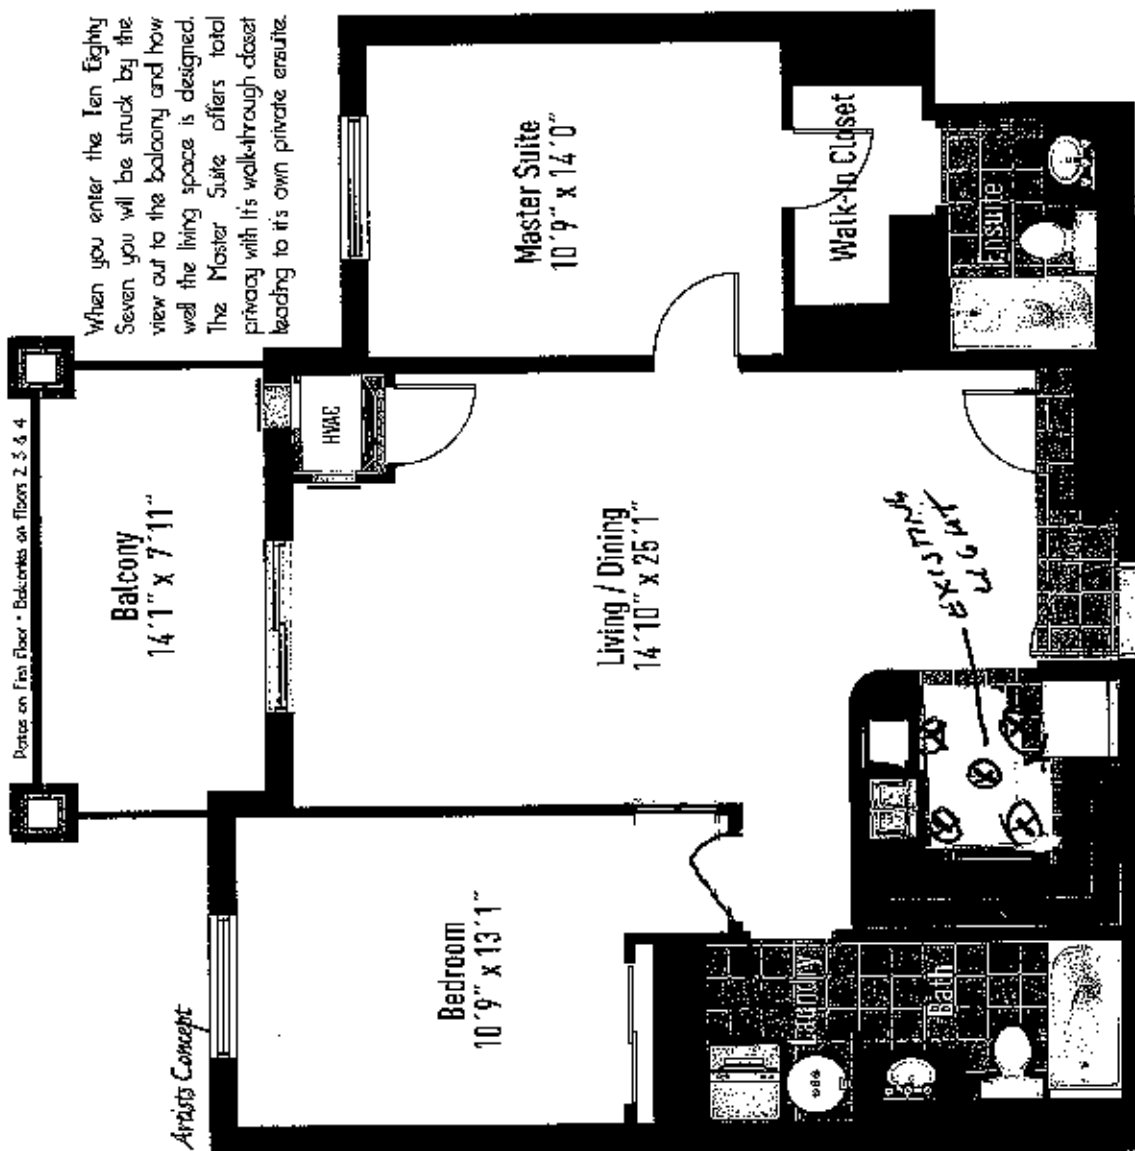 When you enter the Ten Eighty
Seven you will be struck by the
view out to the balcony and how
well the living space is designed.
The Master Suite offers total
privacy with it's walk-through closet
leading to it's own private ensuite.
Patios on First Floor • Balconies on floors 2, 3 & 4
Balcony
14'1" x 7'11"
Artists Concept
Master Suite
10'9" x 14'0"
HVAC
Walk-In Closet
Ensuite
Living / Dining
14'10" x 25'1"
EXISTING
LIGHT
Bedroom
10'9" x 13'1"
Laundry
Bath